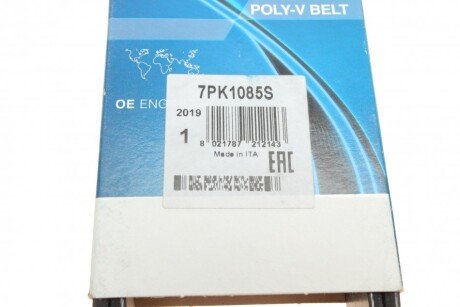 POLY-V BELT
OE ENG
7PK1085S
2019
1
8 021787 212143
Made in ITA
EAC